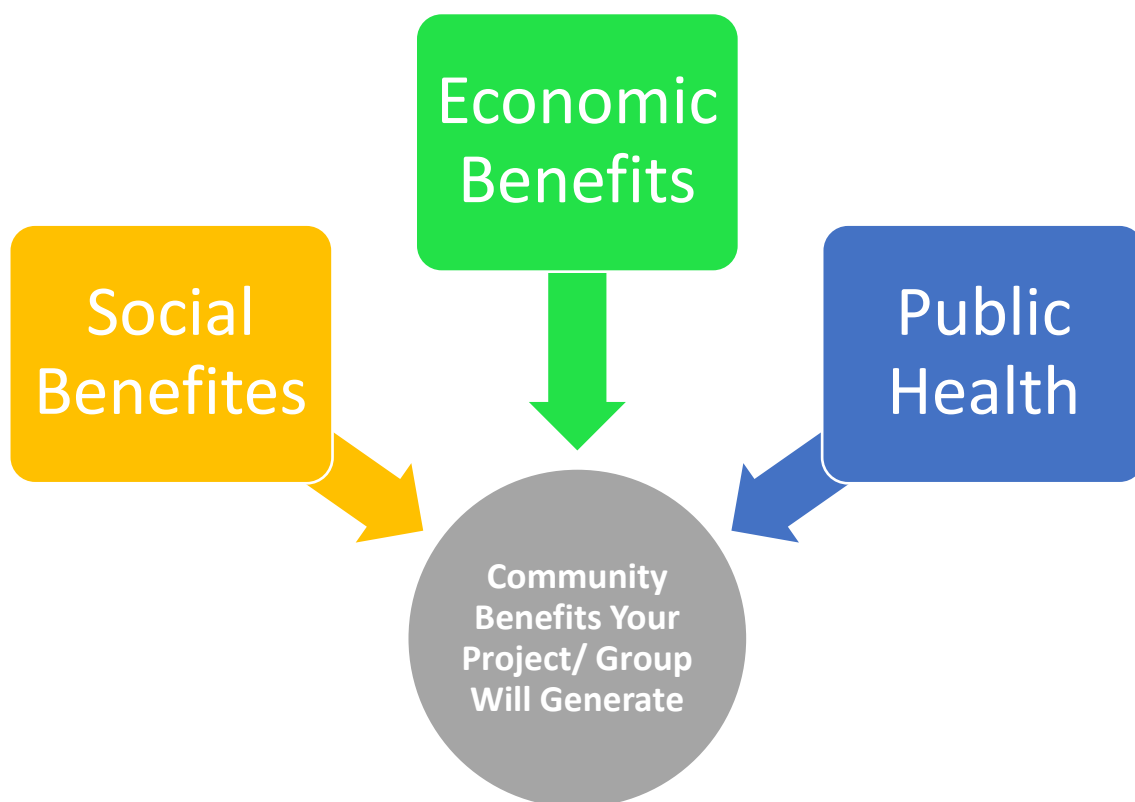 Economic
Benefits
Social
Benefites
Public
Health
Community
Benefits Your
Project/ Group
Will Generate